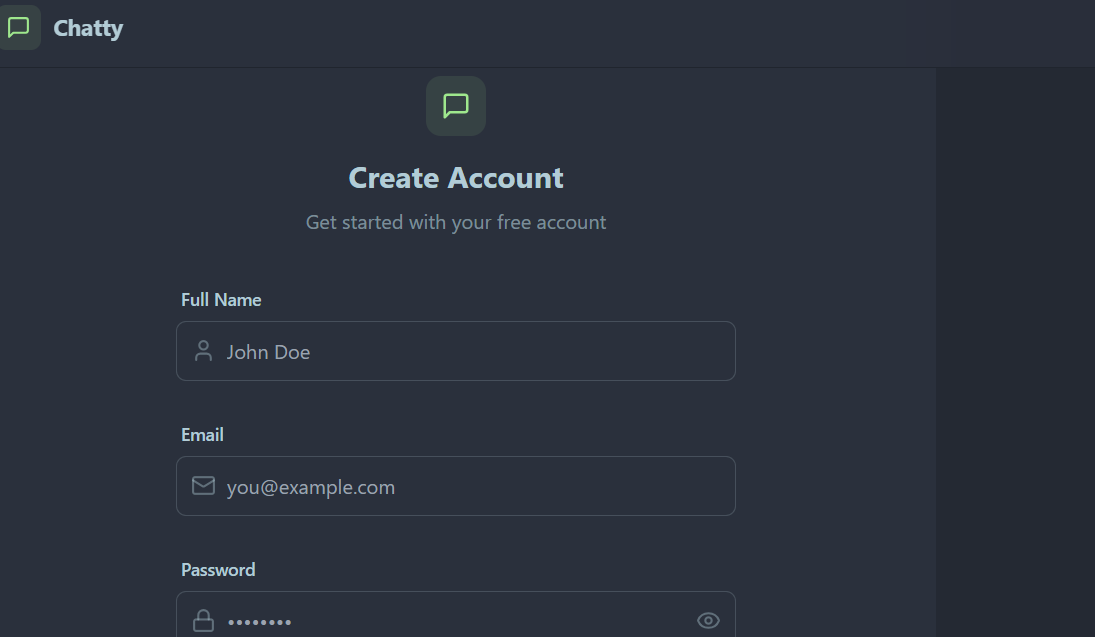 Chatty
Create Account
Get started with your free account
Full Name
John Doe
Email
you@example.com
Password
••••••••